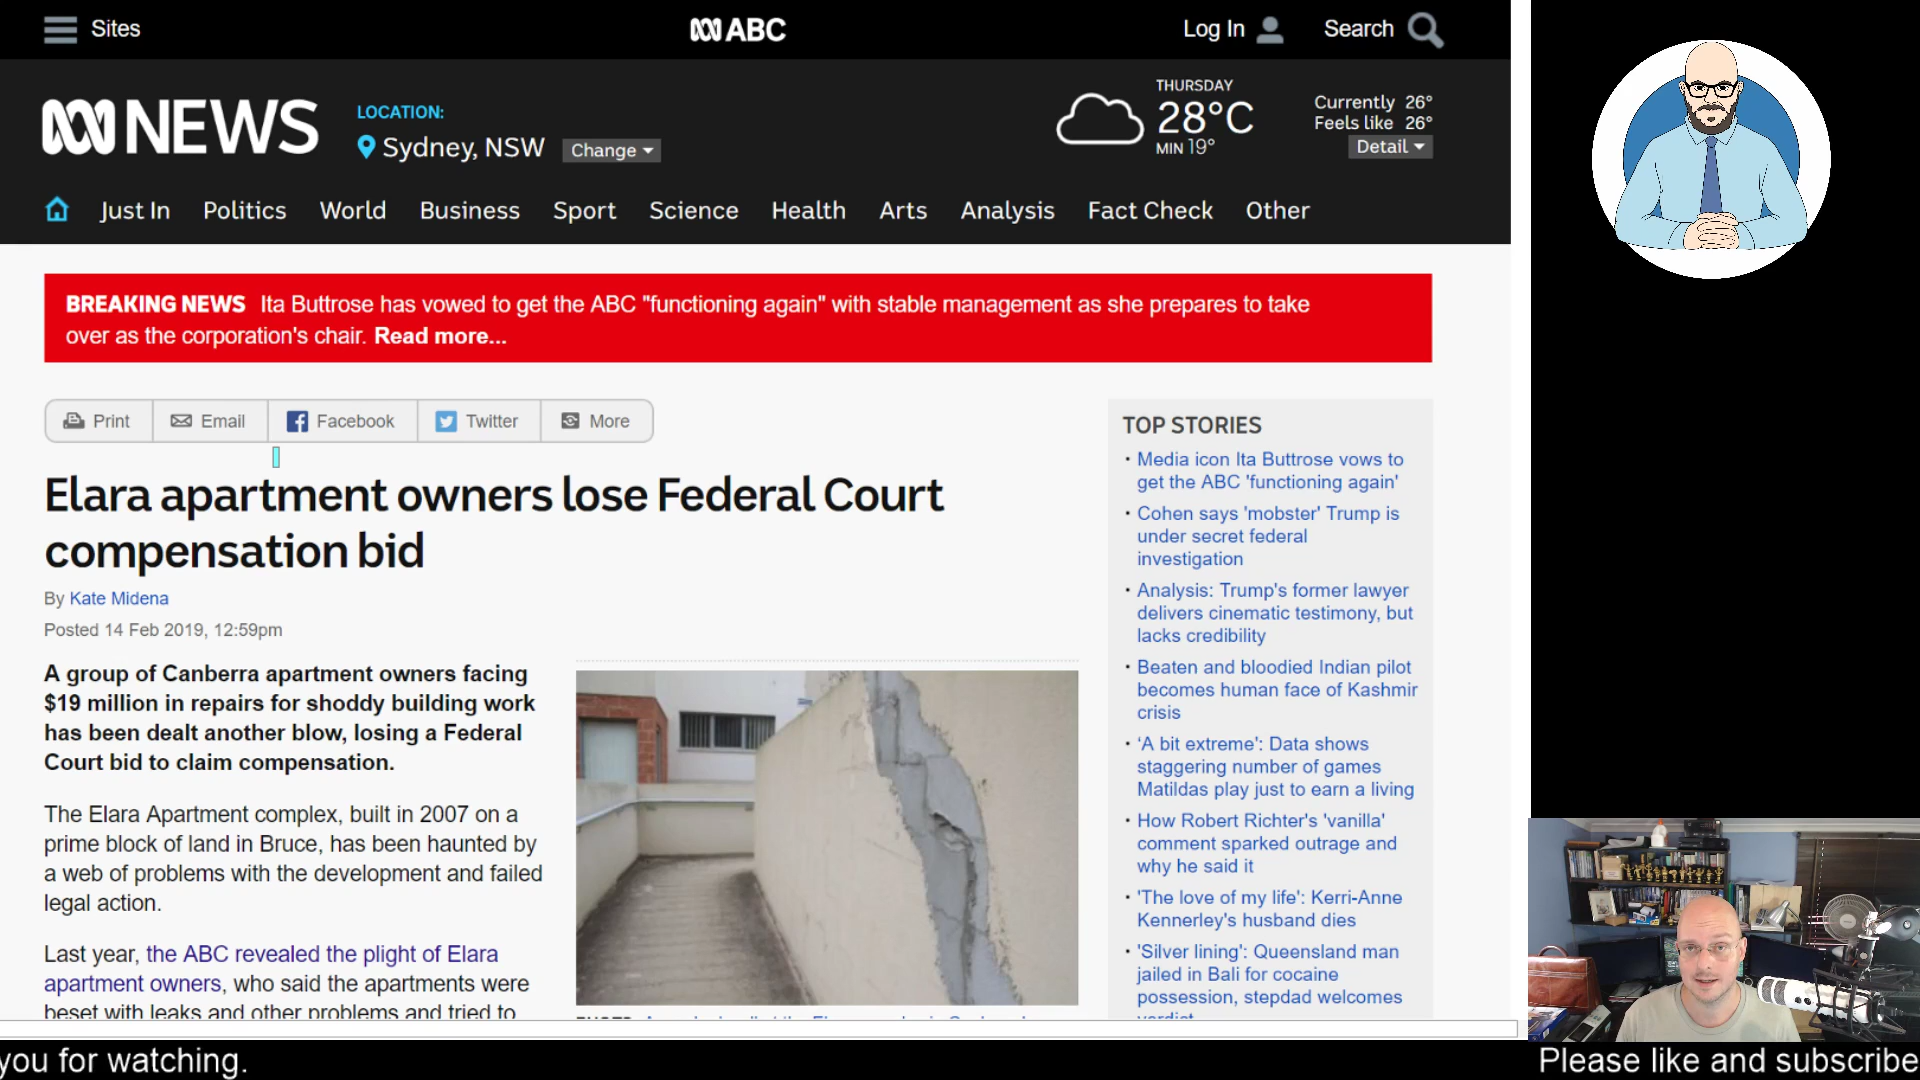 Sites
ABC
Log In
Search
NEWS
LOCATION:
Sydney, NSW
Change
THURSDAY
28°C
MIN 19°
Currently 26°
Feels like 26°
Detail
Just In Politics World Business Sport Science Health Arts Analysis Fact Check Other
BREAKING NEWS Ita Buttrose has vowed to get the ABC "functioning again" with stable management as she prepares to take
over as the corporation's chair. Read more...
Print Email Facebook Twitter More
Elara apartment owners lose Federal Court
compensation bid
By Kate Midena
Posted 14 Feb 2019, 12:59pm
A group of Canberra apartment owners facing
$19 million in repairs for shoddy building work
has been dealt another blow, losing a Federal
Court bid to claim compensation.
The Elara Apartment complex, built in 2007 on a
prime block of land in Bruce, has been haunted by
a web of problems with the development and failed
legal action.
Last year, the ABC revealed the plight of Elara
apartment owners, who said the apartments were
beset with leaks and other problems and tried to
TOP STORIES
Media icon Ita Buttrose vows to
get the ABC 'functioning again'
Cohen says 'mobster' Trump is
under secret federal
investigation
Analysis: Trump's former lawyer
delivers cinematic testimony, but
lacks credibility
Beaten and bloodied Indian pilot
becomes human face of Kashmir
crisis
‘A bit extreme': Data shows
staggering number of games
Matildas play just to earn a living
How Robert Richter's 'vanilla'
comment sparked outrage and
why he said it
'The love of my life': Kerri-Anne
Kennerley's husband dies
'Silver lining': Queensland man
jailed in Bali for cocaine
possession, stepdad welcomes
verdict
you for watching.
Please like and subscribe